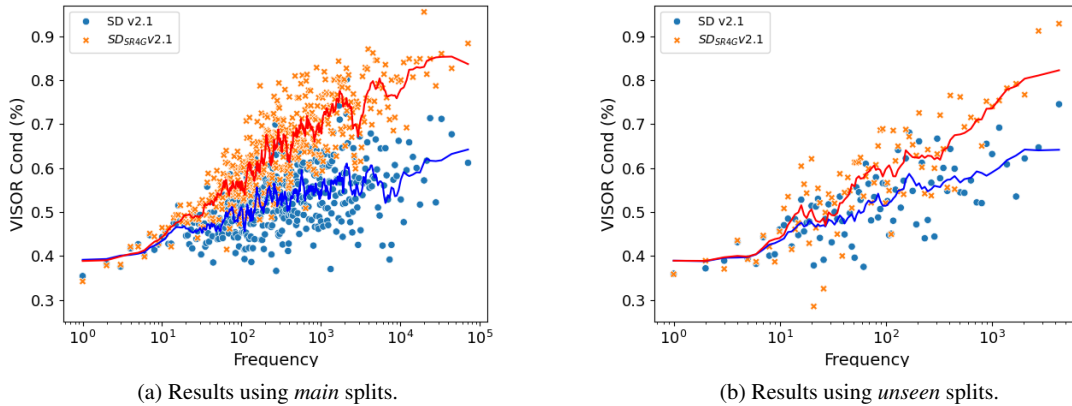 SD v2.1
SD_SR4G v2.1
0.9
0.8
0.7
0.6
0.5
0.4
0.3
VISOR Cond (%)
10^0 10^1 10^2 10^3 10^4 10^5
Frequency
(a) Results using main splits.
SD v2.1
SD_SR4G v2.1
0.9
0.8
0.7
0.6
0.5
0.4
0.3
VISOR Cond (%)
10^0 10^1 10^2 10^3
Frequency
(b) Results using unseen splits.